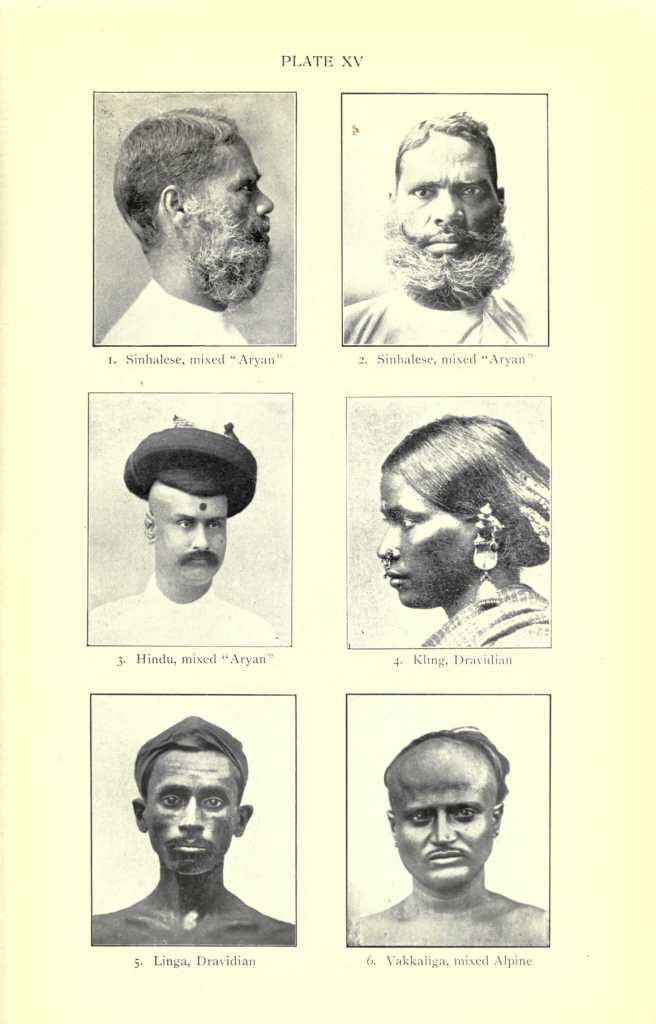 PLATE XV
1. Sinhalese, mixed "Aryan"
2. Sinhalese, mixed "Aryan"
3. Hindu, mixed "Aryan"
4. Kling, Dravidian
5. Linga, Dravidian
6. Vakkaliga, mixed Alpine